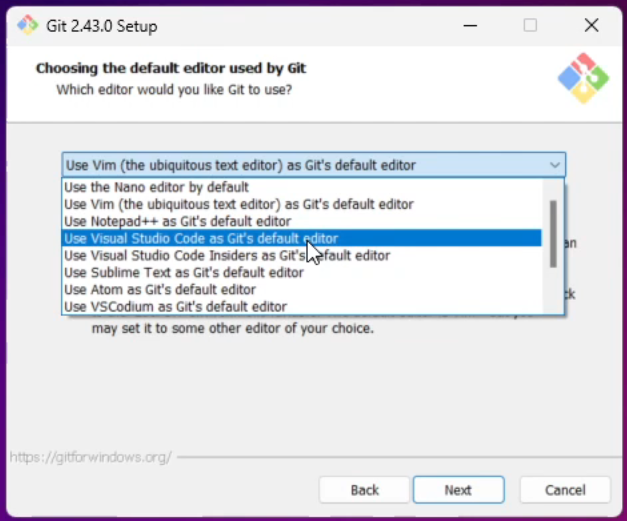 Git 2.43.0 Setup
Choosing the default editor used by Git
Which editor would you like Git to use?
Use Vim (the ubiquitous text editor) as Git's default editor
Use the Nano editor by default
Use Vim (the ubiquitous text editor) as Git's default editor
Use Notepad++ as Git's default editor
Use Visual Studio Code as Git's default editor
an
Use Visual Studio Code Insiders as Git's default editor
Use Sublime Text as Git's default editor
Use Atom as Git's default editor
Use VSCodium as Git's default editor
may set it to some other editor of your choice.
https://gitforwindows.org/
Back Next Cancel